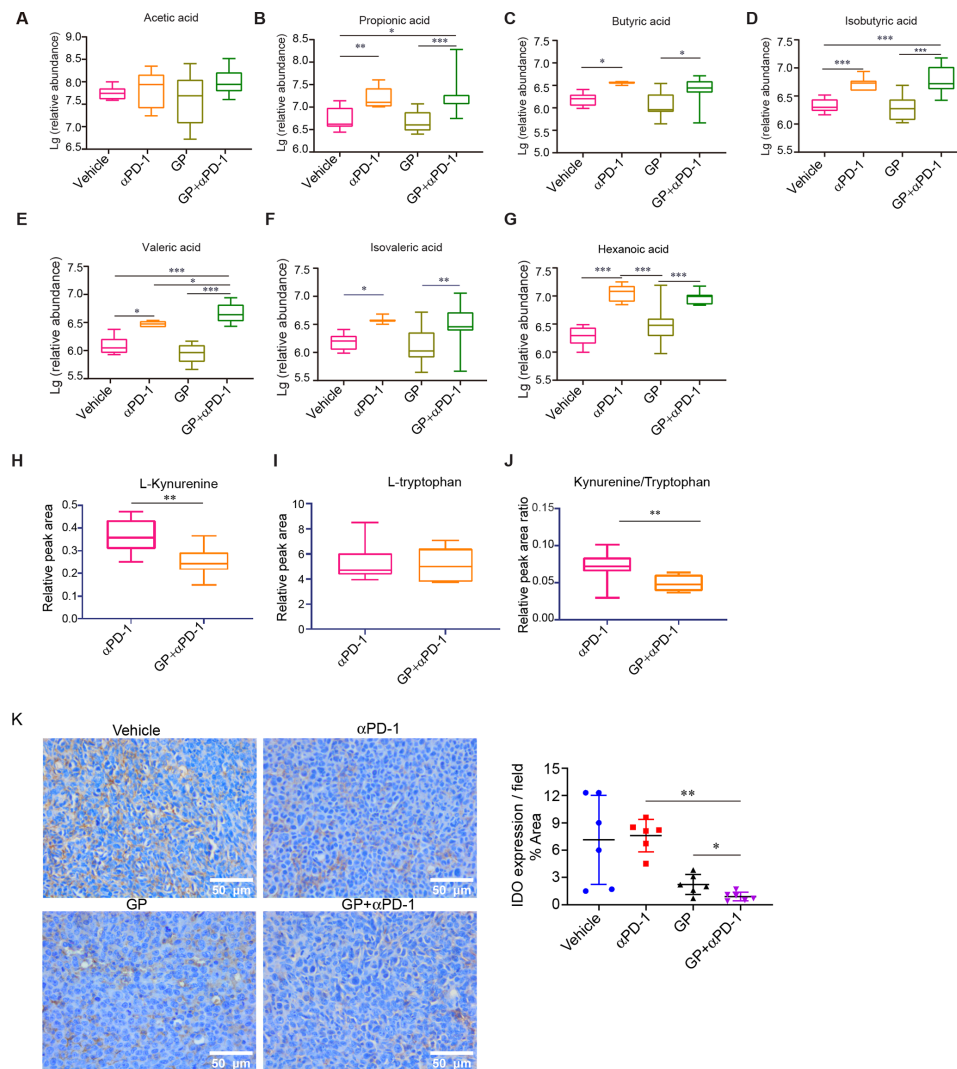 A
Acetic acid
Lg (relative abundance)
9.0
8.5
8.0
7.5
7.0
6.5
Vehicle
αPD-1
GP
GP+αPD-1
B
Propionic acid
*
**
***
Lg (relative abundance)
8.5
8.0
7.5
7.0
6.5
6.0
Vehicle
αPD-1
GP
GP+αPD-1
C
Butyric acid
*
*
Lg (relative abundance)
7.5
7.0
6.5
6.0
5.5
5.0
Vehicle
αPD-1
GP
GP+αPD-1
D
Isobutyric acid
***
***
***
Lg (relative abundance)
7.5
7.0
6.5
6.0
5.5
Vehicle
αPD-1
GP
GP+αPD-1
E
Valeric acid
***
*
***
*
Lg (relative abundance)
7.5
7.0
6.5
6.0
5.5
Vehicle
αPD-1
GP
GP+αPD-1
F
Isovaleric acid
*
**
Lg (relative abundance)
7.5
7.0
6.5
6.0
5.5
Vehicle
αPD-1
GP
GP+αPD-1
G
Hexanoic acid
***
***
***
Lg (relative abundance)
7.5
7.0
6.5
6.0
5.5
Vehicle
αPD-1
GP
GP+αPD-1
H
L-Kynurenine
**
Relative peak area
0.5
0.4
0.3
0.2
0.1
0.0
αPD-1
GP+αPD-1
I
L-tryptophan
Relative peak area
10
8
6
4
2
0
αPD-1
GP+αPD-1
J
Kynurenine/Tryptophan
**
Relative peak area ratio
0.15
0.10
0.05
0.00
αPD-1
GP+αPD-1
K
Vehicle
αPD-1
50 μm
50 μm
GP
GP+αPD-1
50 μm
50 μm
IDO expression / field
% Area
15
12
9
6
3
0
**
*
Vehicle
αPD-1
GP
GP+αPD-1